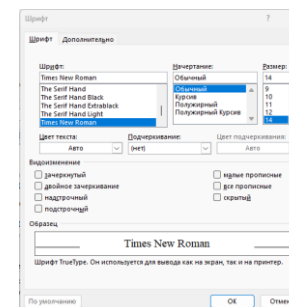 Шрифт ?
Шрифт Дополнительно
Шрифт: Начертание: Размер:
Times New Roman Обычный 14
The Serif Hand Обычный 9
The Serif Hand Black Курсив 10
The Serif Hand Extrablack Полужирный 11
The Serif Hand Light Полужирный Курсив 12
Times New Roman 14
Цвет текста: Подчеркивание: Цвет подчеркивания:
Авто (нет) Авто
Видоизменение
зачеркнутый малые прописные
двойное зачеркивание все прописные
надстрочный скрытый
подстрочный
Образец
Times New Roman
Шрифт TrueType. Он используется для вывода как на экран, так и на принтер.
По умолчанию ОК Отмен